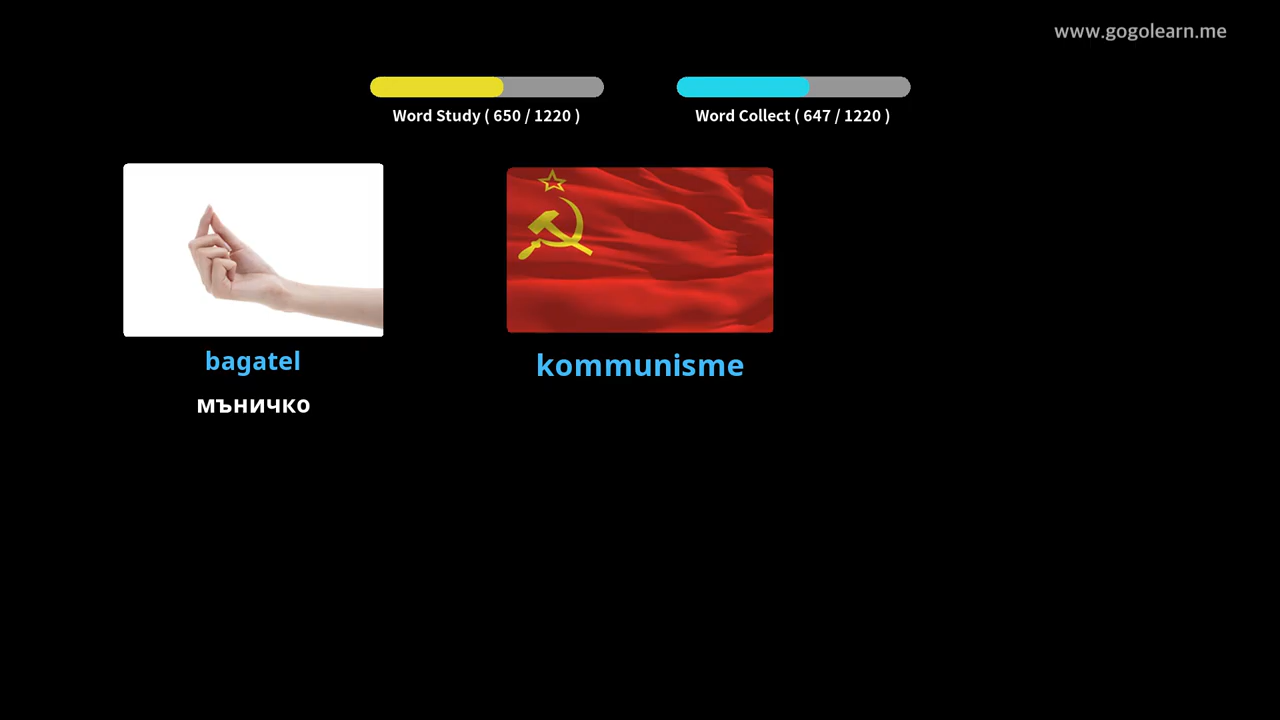 www.gogolearn.me
Word Study ( 650 / 1220 )
Word Collect ( 647 / 1220 )
bagatel
мъничко
kommunisme